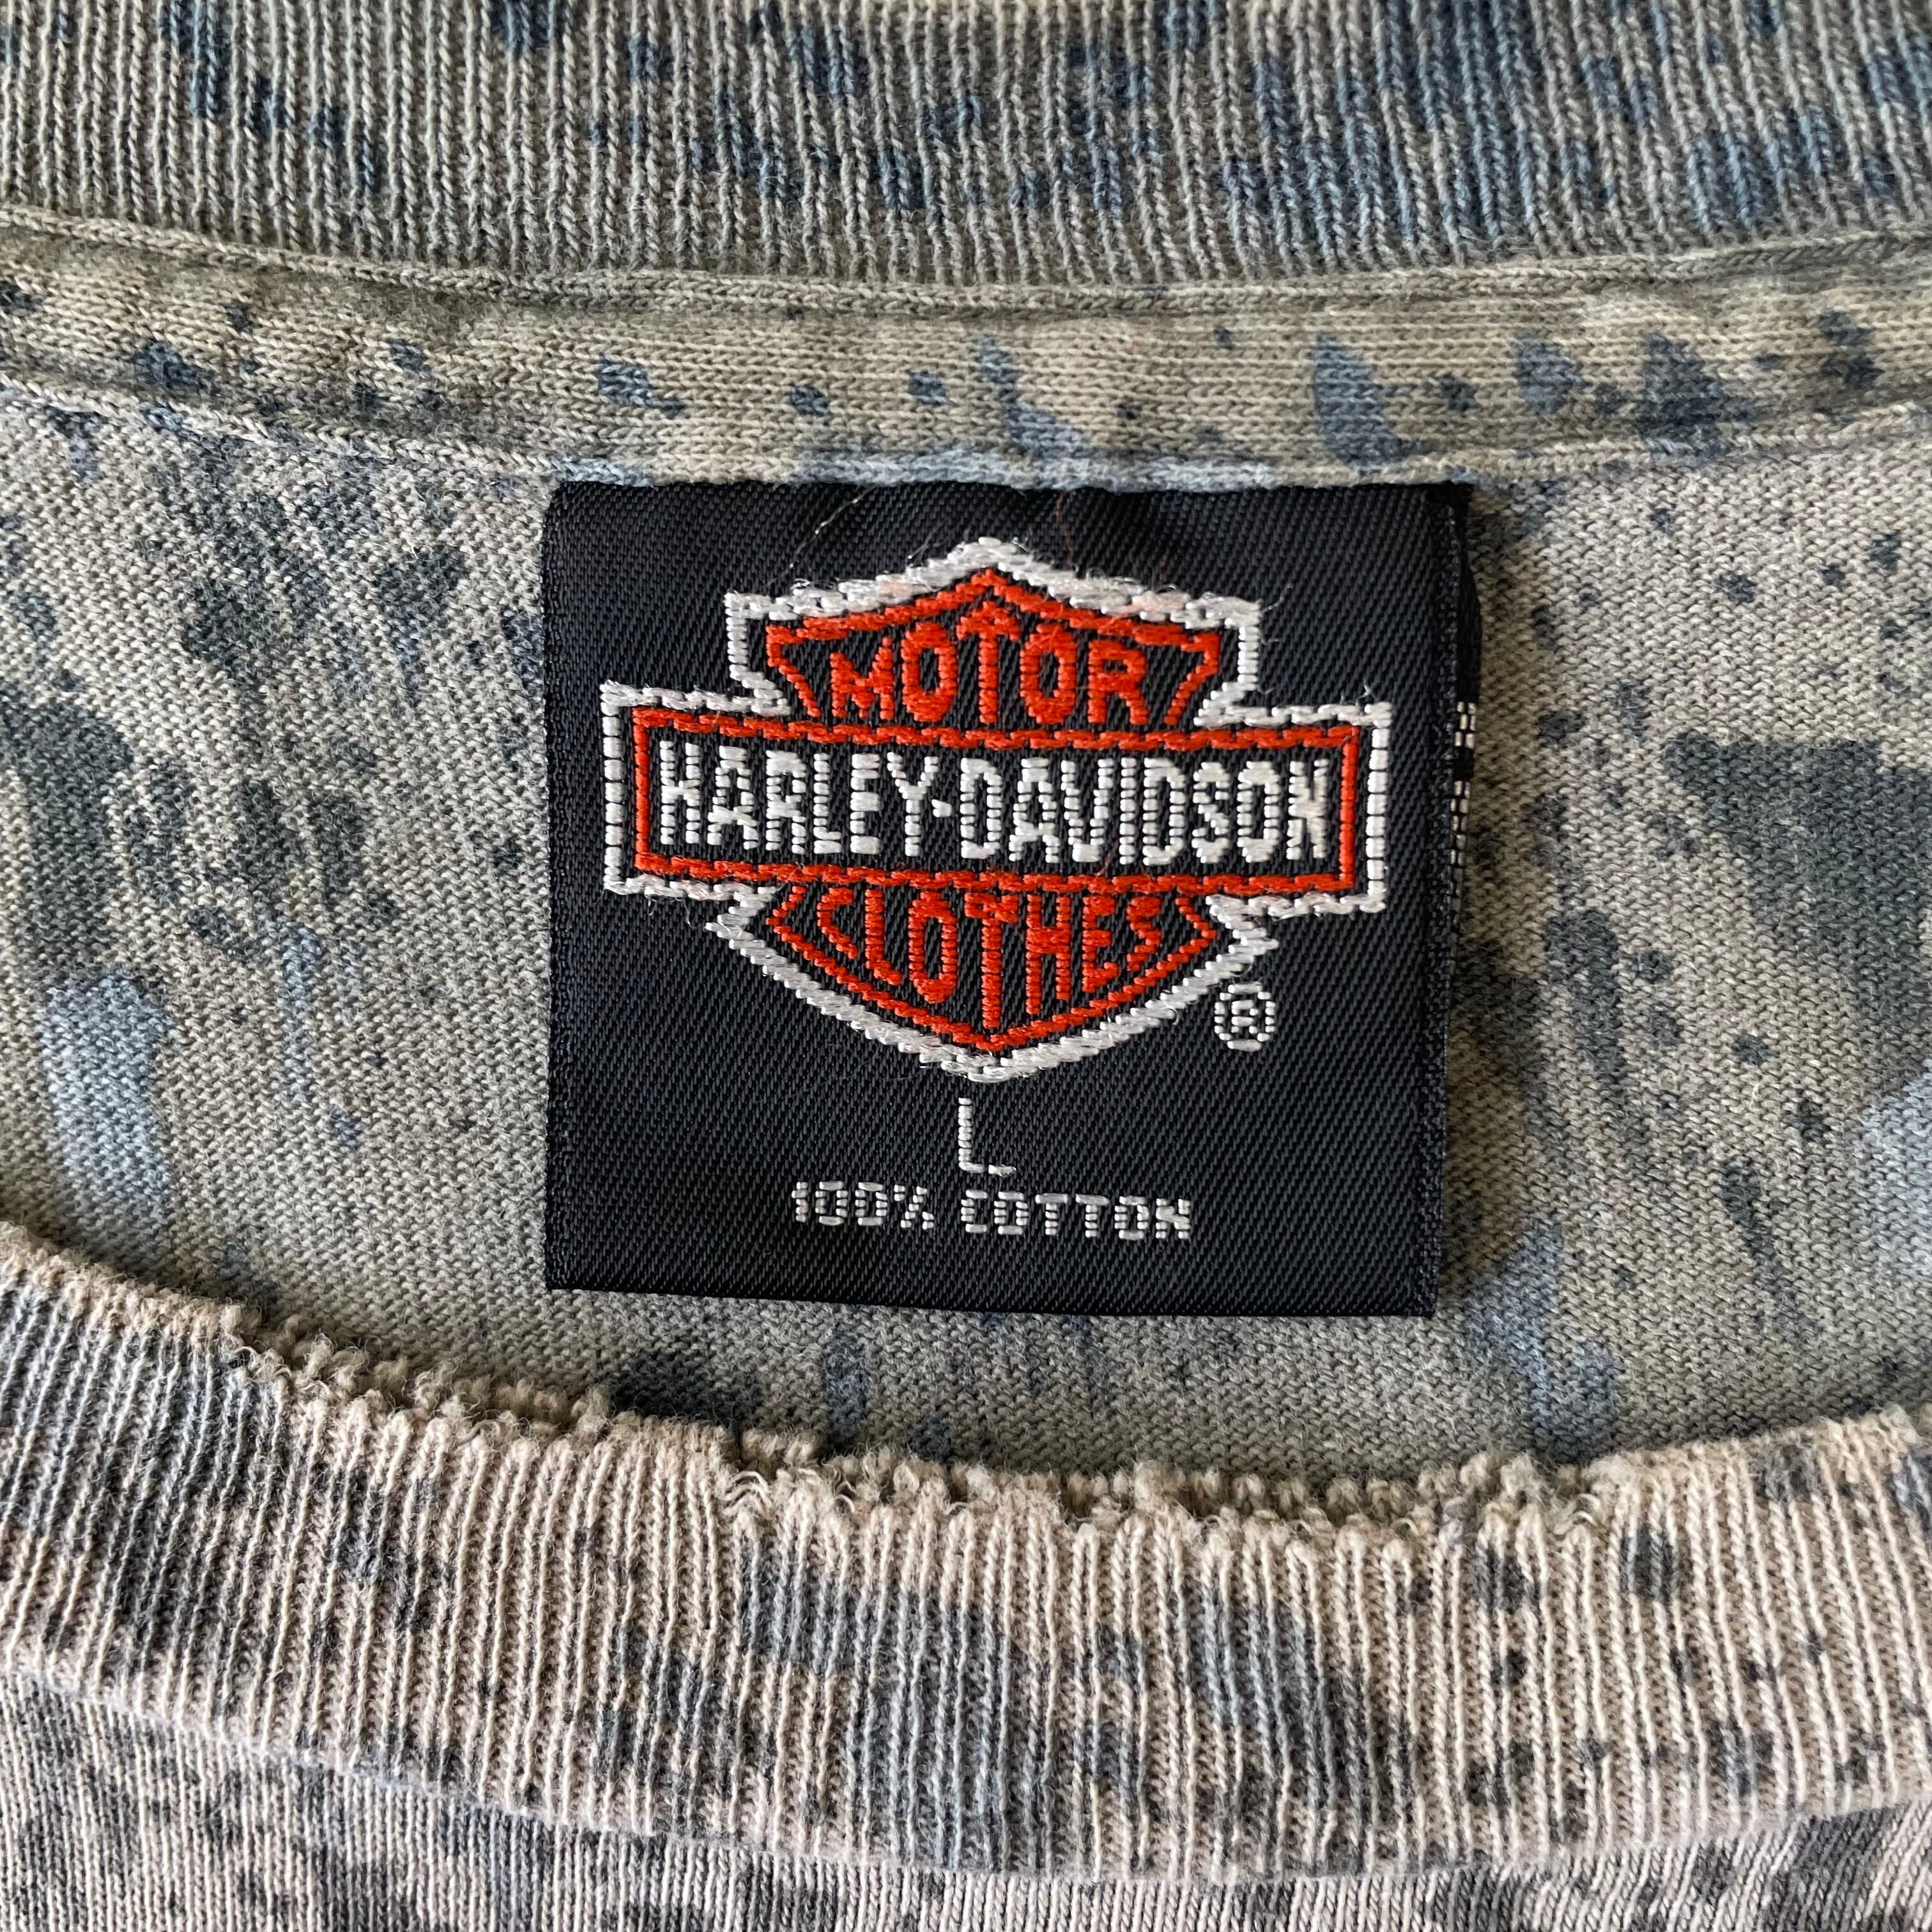 MOTOR
HARLEY-DAVIDSON
CLOTHES
®
L
100% COTTON